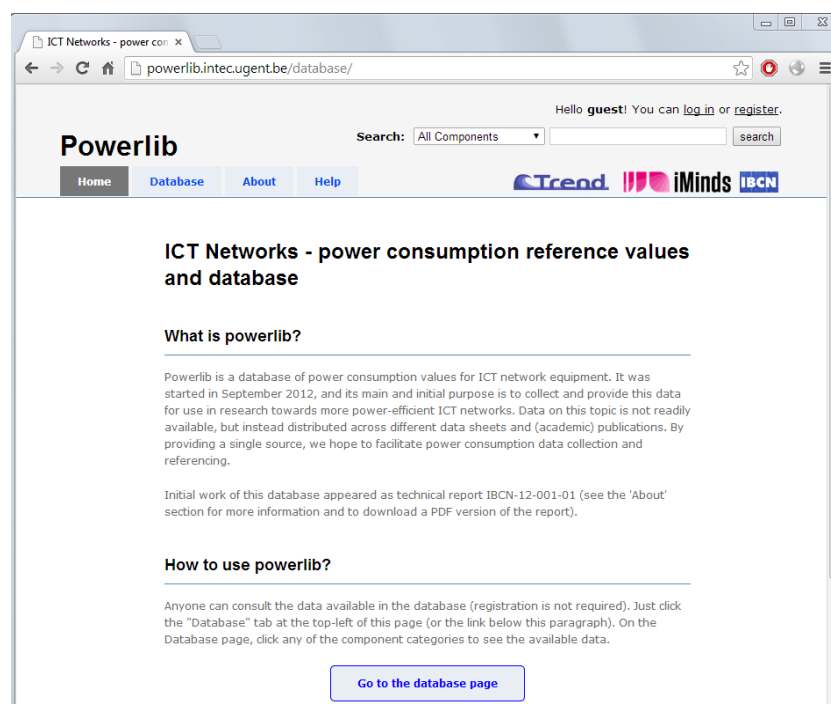 ICT Networks - power con
powerlib.intec.ugent.be/database/
Hello guest! You can log in or register.
Powerlib
Search: All Components search
Home Database About Help
Trend iMinds IBCN
ICT Networks - power consumption reference values
and database
What is powerlib?
Powerlib is a database of power consumption values for ICT network equipment. It was
started in September 2012, and its main and initial purpose is to collect and provide this data
for use in research towards more power-efficient ICT networks. Data on this topic is not readily
available, but instead distributed across different data sheets and (academic) publications. By
providing a single source, we hope to facilitate power consumption data collection and
referencing.
Initial work of this database appeared as technical report IBCN-12-001-01 (see the 'About'
section for more information and to download a PDF version of the report).
How to use powerlib?
Anyone can consult the data available in the database (registration is not required). Just click
the "Database" tab at the top-left of this page (or the link below this paragraph). On the
Database page, click any of the component categories to see the available data.
Go to the database page